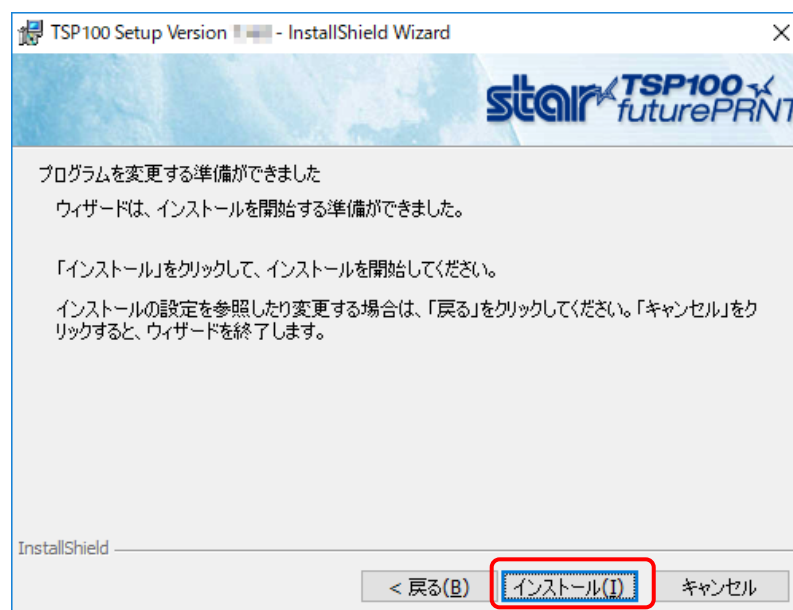 TSP100 Setup Version - InstallShield Wizard
star TSP100
futurePRNT
プログラムを変更する準備ができました
ウィザードは、インストールを開始する準備ができました。
「インストール」をクリックして、インストールを開始してください。
インストールの設定を参照したり変更する場合は、「戻る」をクリックしてください。「キャンセル」をク
リックすると、ウィザードを終了します。
InstallShield
< 戻る(B) インストール(I) キャンセル